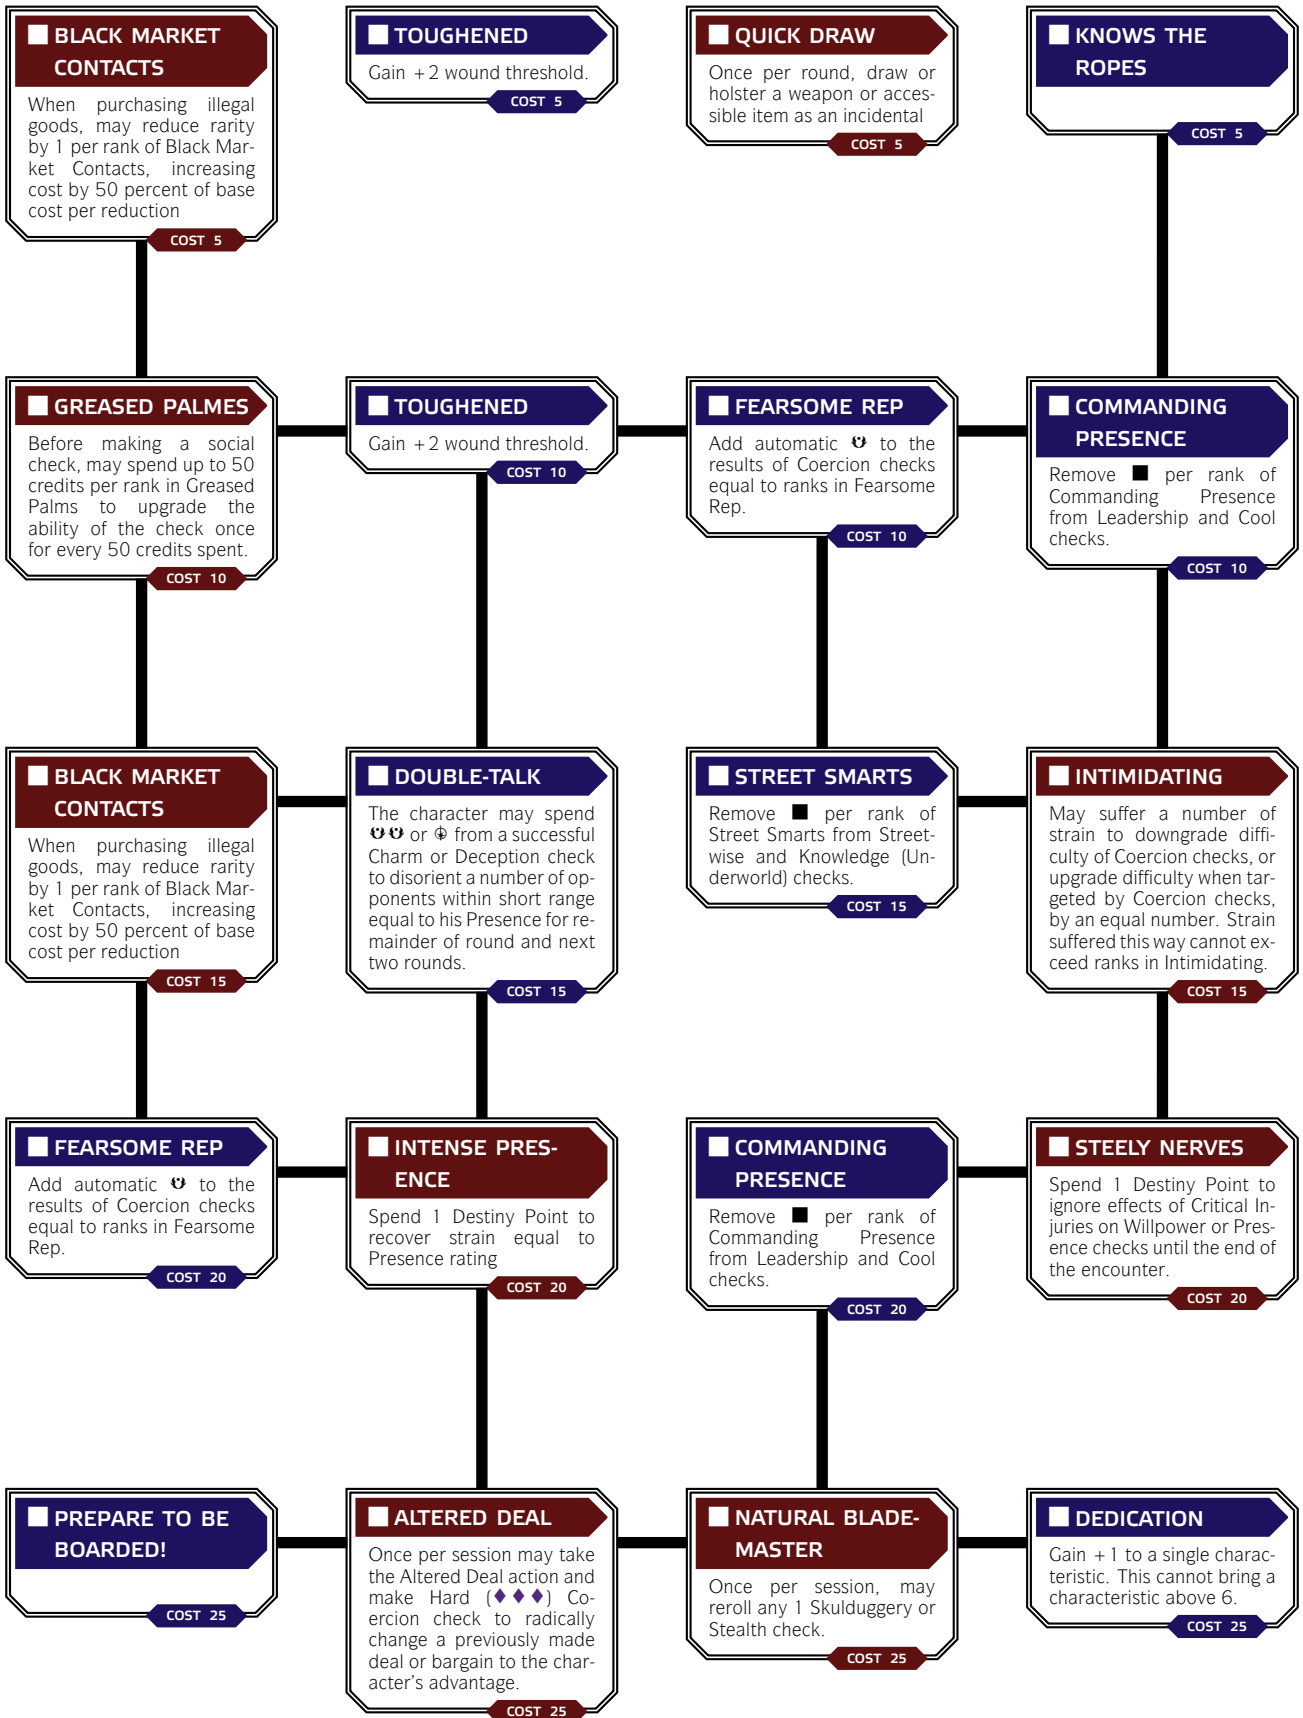 BLACK MARKET
CONTACTS
When purchasing illegal
goods, may reduce rarity
by 1 per rank of Black Mar-
ket Contacts, increasing
cost by 50 percent of base
cost per reduction
COST 5
TOUGHENED
Gain +2 wound threshold.
COST 5
QUICK DRAW
Once per round, draw or
holster a weapon or acces-
sible item as an incidental
COST 5
KNOWS THE
ROPES
COST 5
GREASED PALMES
Before making a social
check, may spend up to 50
credits per rank in Greased
Palms to upgrade the
ability of the check once
for every 50 credits spent.
COST 10
TOUGHENED
Gain +2 wound threshold.
COST 10
FEARSOME REP
Add automatic to the
results of Coercion checks
equal to ranks in Fearsome
Rep.
COST 10
COMMANDING
PRESENCE
Remove ■ per rank of
Commanding Presence
from Leadership and Cool
checks.
COST 10
BLACK MARKET
CONTACTS
When purchasing illegal
goods, may reduce rarity
by 1 per rank of Black Mar-
ket Contacts, increasing
cost by 50 percent of base
cost per reduction
COST 15
DOUBLE-TALK
The character may spend
or from a successful
Charm or Deception check
to disorient a number of op-
ponents within short range
equal to his Presence for re-
mainder of round and next
two rounds.
COST 15
STREET SMARTS
Remove ■ per rank of
Street Smarts from Street-
wise and Knowledge (Un-
derworld) checks.
COST 15
INTIMIDATING
May suffer a number of
strain to downgrade diffi-
culty of Coercion checks, or
upgrade difficulty when tar-
geted by Coercion checks,
by an equal number. Strain
suffered this way cannot ex-
ceed ranks in Intimidating.
COST 15
FEARSOME REP
Add automatic to the
results of Coercion checks
equal to ranks in Fearsome
Rep.
COST 20
INTENSE PRES-
ENCE
Spend 1 Destiny Point to
recover strain equal to
Presence rating
COST 20
COMMANDING
PRESENCE
Remove ■ per rank of
Commanding Presence
from Leadership and Cool
checks.
COST 20
STEELY NERVES
Spend 1 Destiny Point to
ignore effects of Critical In-
juries on Willpower or Pres-
ence checks until the end of
the encounter.
COST 20
PREPARE TO BE
BOARDED!
COST 25
ALTERED DEAL
Once per session may take
the Altered Deal action and
make Hard (♦♦♦) Co-
ercion check to radically
change a previously made
deal or bargain to the char-
acter's advantage.
COST 25
NATURAL BLADE-
MASTER
Once per session, may
reroll any 1 Skulduggery or
Stealth check.
COST 25
DEDICATION
Gain +1 to a single charac-
teristic. This cannot bring a
characteristic above 6.
COST 25